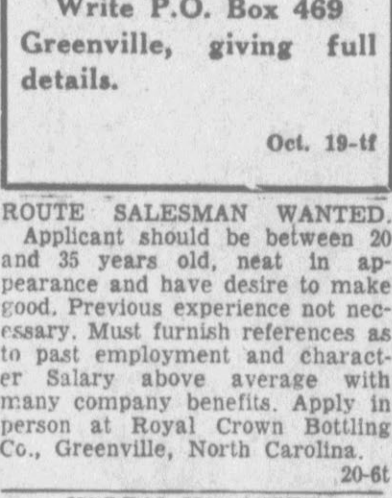 Write P.O. Box 469
Greenville, giving full
details.
Oct. 19-tf
ROUTE SALESMAN WANTED
Applicant should be between 20
and 35 years old, neat in ap-
pearance and have desire to make
good. Previous experience not nec-
essary. Must furnish references as
to past employment and charact-
er Salary above average with
many company benefits. Apply in
person at Royal Crown Bottling
Co., Greenville, North Carolina.
20-6t